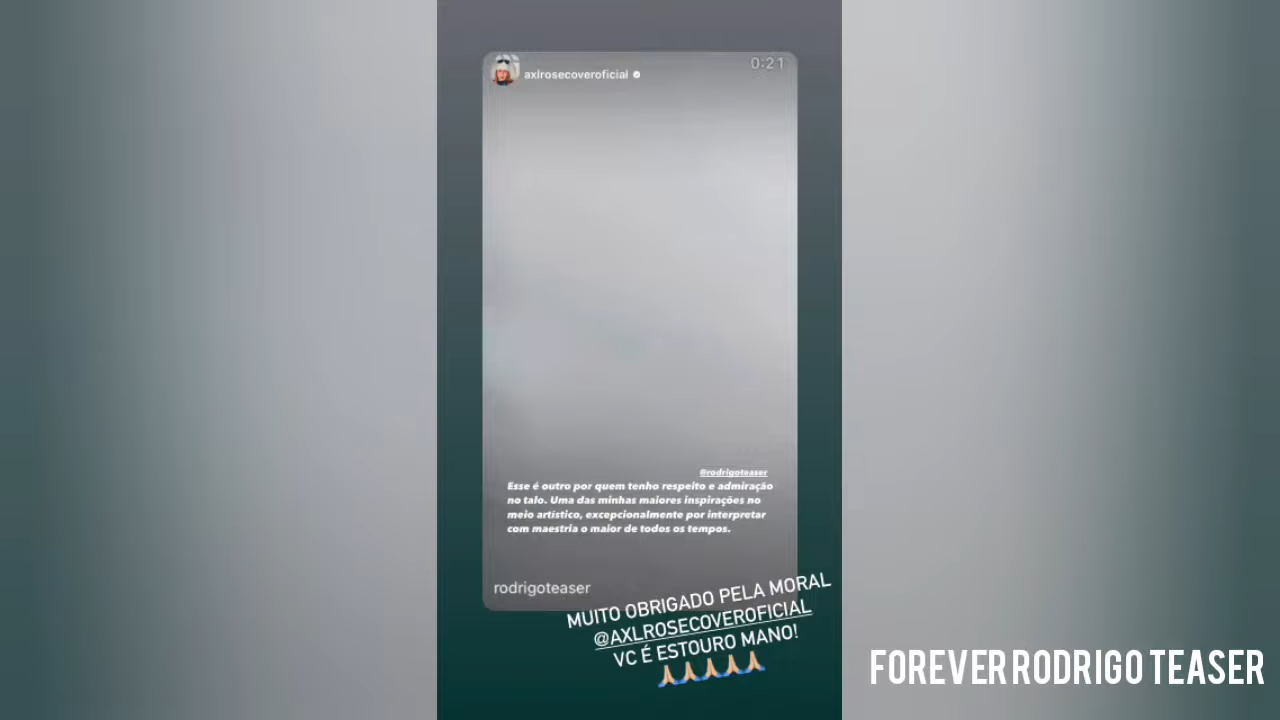 axlrosecoveroficial
0:21
@rodrigoteaser
Esse é outro por quem tenho respeito e admiração
no talo. Uma das minhas maiores inspirações no
meio artístico, excepcionalmente por interpretar
com maestria o maior de todos os tempos.
rodrigoteaser
MUITO OBRIGADO PELA MORAL
@AXLROSECOVEROFICIAL
VC É ESTOURO MANO!
FOREVER RODRIGO TEASER